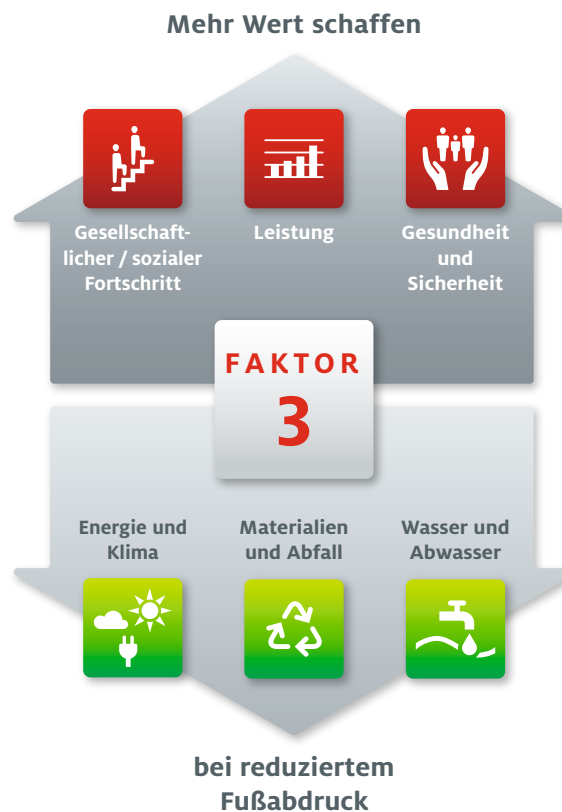 Mehr Wert schaffen
Gesellschaft-
licher / sozialer
Fortschritt
Leistung
Gesundheit
und
Sicherheit
FAKTOR
3
Energie und
Klima
Materialien
und Abfall
Wasser und
Abwasser
bei reduziertem
Fußabdruck